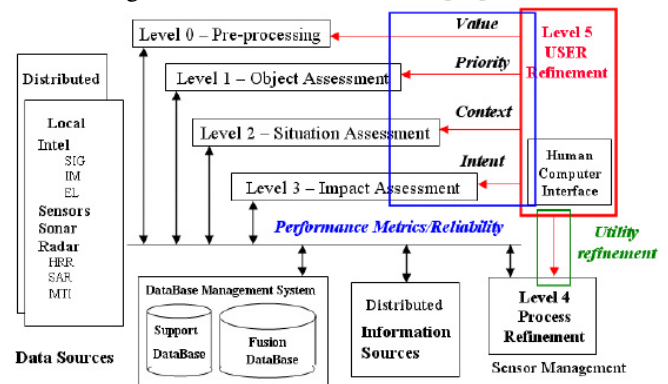 Value
Level 5
USER
Refinement
Level 0 – Pre-processing
Priority
Level 1 – Object Assessment
Context
Level 2 – Situation Assessment
Intent
Level 3 – Impact Assessment
Human
Computer
Interface
Distributed
Local
Intel
SIG
IM
EL
Sensors
Sonar
Radar
HRR
SAR
MTI
Data Sources
Performance Metrics/Reliability
Utility
refinement
DataBase Management System
Support
DataBase
Fusion
DataBase
Distributed
Information
Sources
Level 4
Process
Refinement
Sensor Management